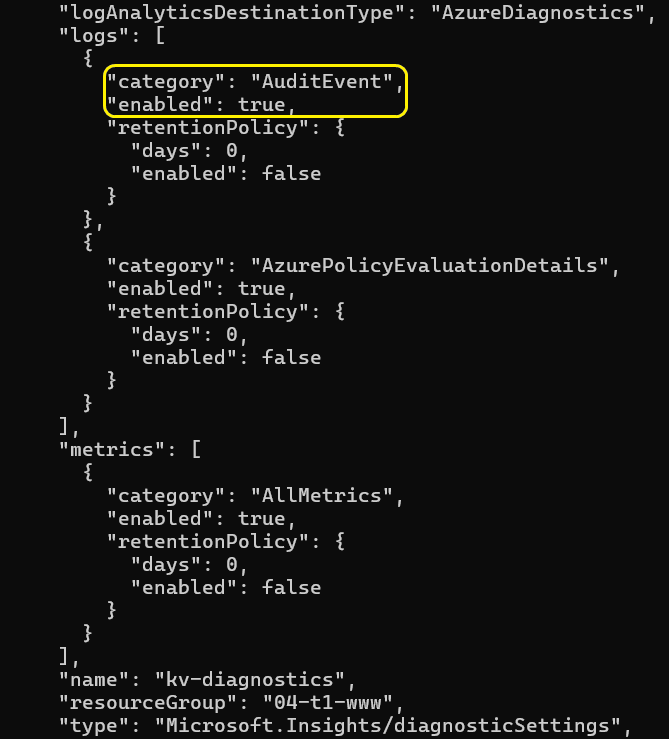 "logAnalyticsDestinationType": "AzureDiagnostics",
"logs": [
{
"category": "AuditEvent",
"enabled": true,
"retentionPolicy": {
"days": 0,
"enabled": false
}
},
{
"category": "AzurePolicyEvaluationDetails",
"enabled": true,
"retentionPolicy": {
"days": 0,
"enabled": false
}
}
],
"metrics": [
{
"category": "AllMetrics",
"enabled": true,
"retentionPolicy": {
"days": 0,
"enabled": false
}
}
],
"name": "kv-diagnostics",
"resourceGroup": "04-t1-www",
"type": "Microsoft.Insights/diagnosticSettings",